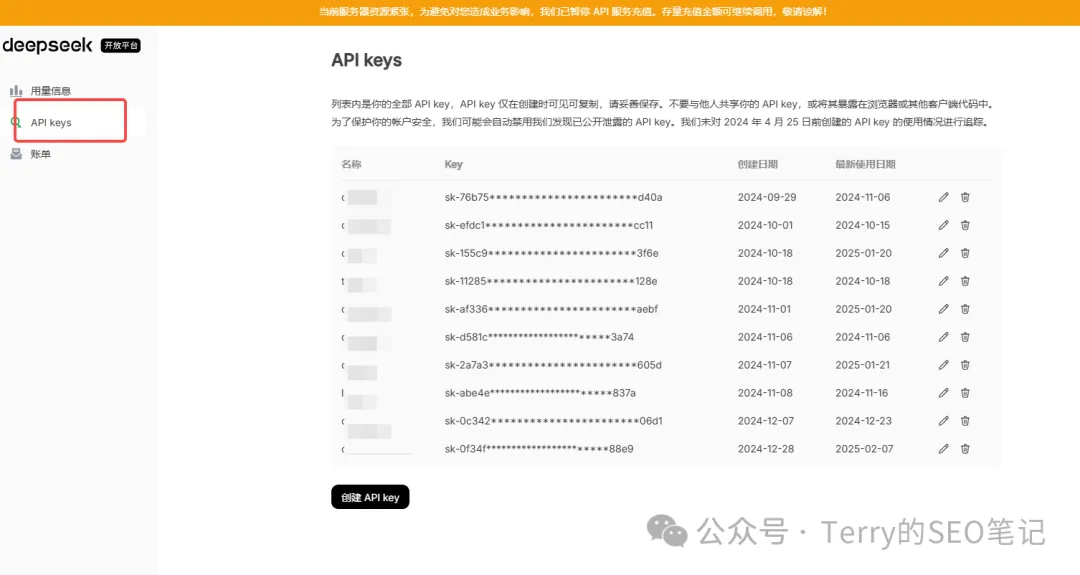 当前服务器资源紧张，为避免对您造成业务影响，我们已暂停 API 服务充值。存量充值金额可继续调用，敬请谅解！
deepseek 开放平台
用量信息
API keys
账单
API keys
列表内是你的全部 API key，API key 仅在创建时可见可复制，请妥善保存。不要与他人共享你的 API key，或将其暴露在浏览器或其他客户端代码中。
为了保护你的帐户安全，我们可能会自动禁用我们发现已公开泄露的 API key。我们未对 2024 年 4 月 25 日前创建的 API key 的使用情况进行追踪。
名称 Key 创建日期 最新使用日期
sk-76b75************************d40a 2024-09-29 2024-11-06
sk-efdc1************************cc11 2024-10-01 2024-10-15
sk-155c9************************3f6e 2024-10-18 2025-01-20
t sk-11285************************128e 2024-10-18 2024-10-18
sk-af336************************aebf 2024-11-01 2025-01-20
sk-d581c************************3a74 2024-11-06 2024-11-06
sk-2a7a3************************605d 2024-11-07 2025-01-21
l sk-abe4e************************837a 2024-11-08 2024-11-16
sk-0c342************************06d1 2024-12-07 2024-12-23
sk-0f34f************************88e9 2024-12-28 2025-02-07
创建 API key
公众号 · Terry的SEO笔记